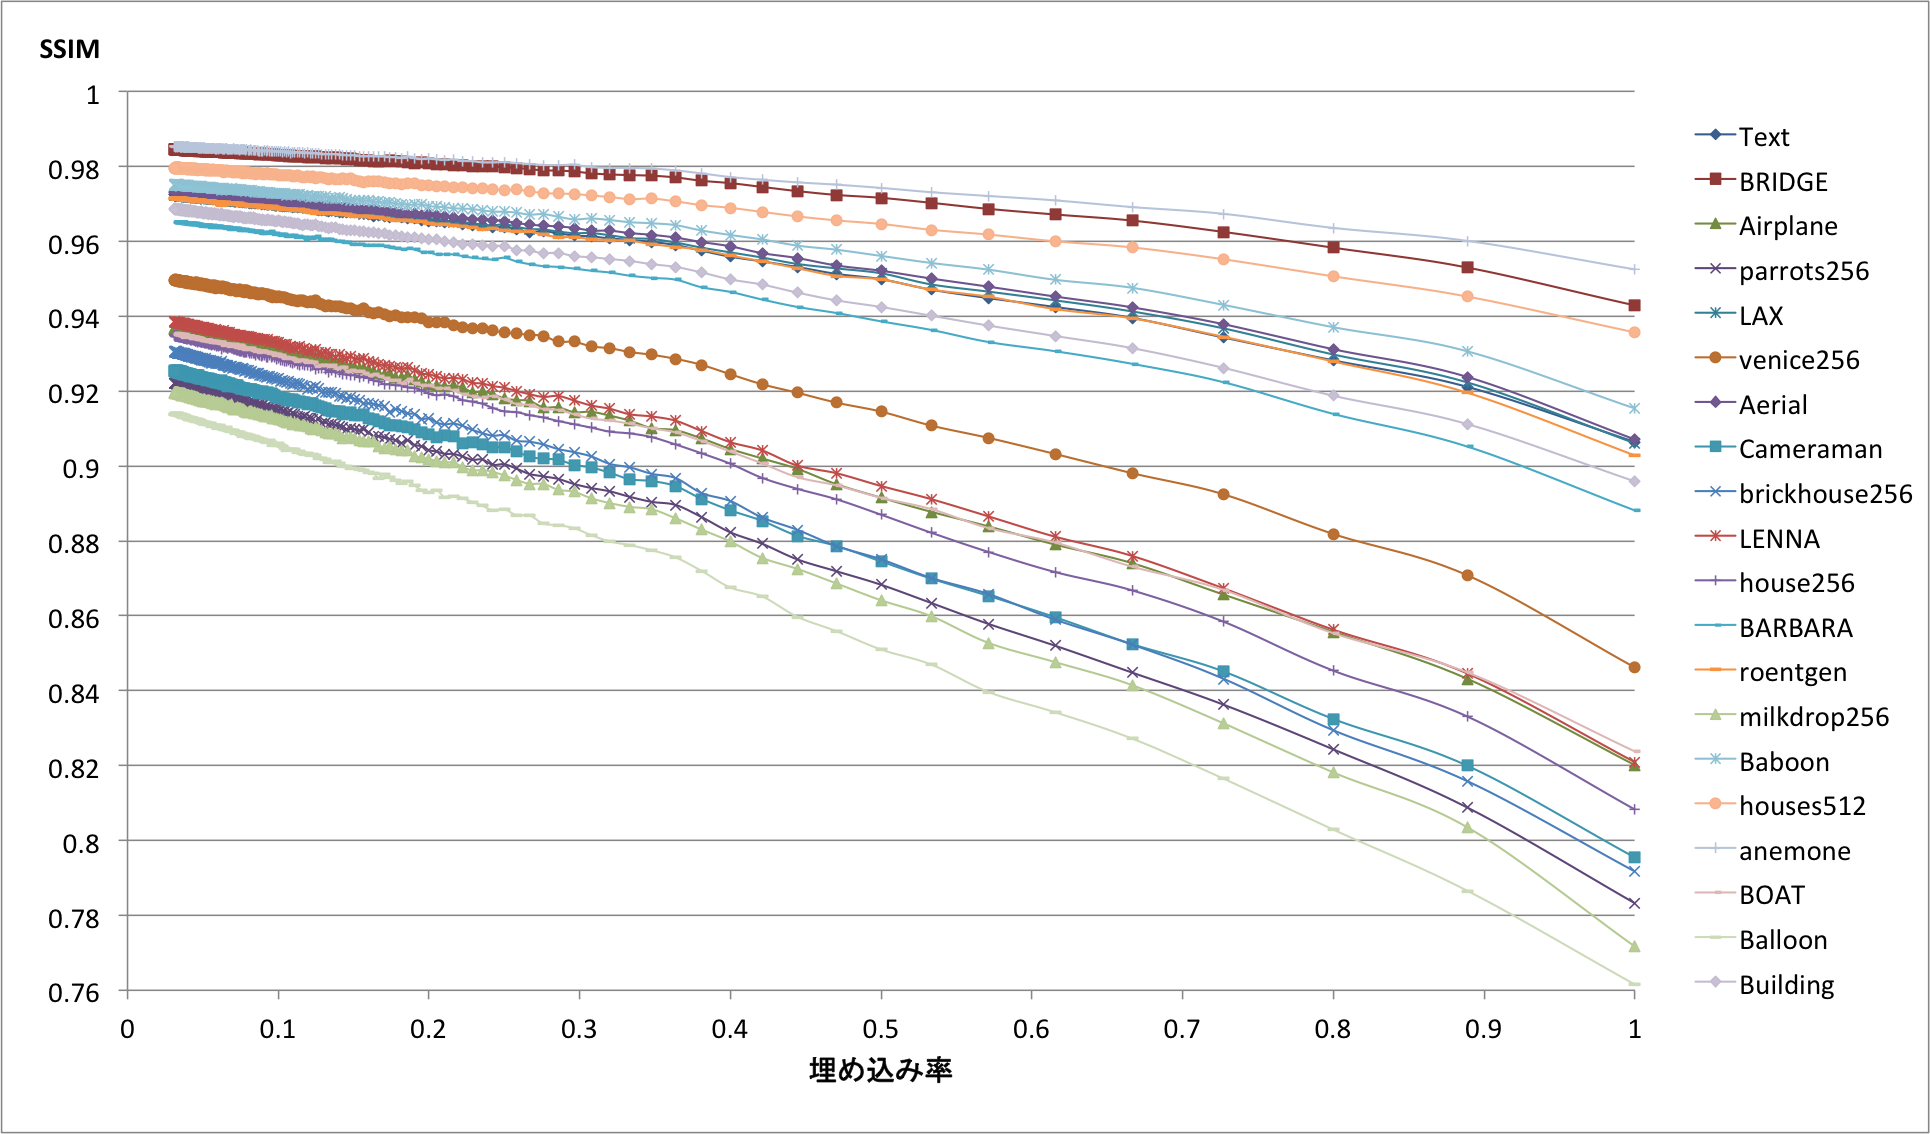 SSIM
1
0.98
0.96
0.94
0.92
0.9
0.88
0.86
0.84
0.82
0.8
0.78
0.76
0 0.1 0.2 0.3 0.4 0.5 0.6 0.7 0.8 0.9 1
埋め込み率
Text
BRIDGE
Airplane
parrots256
LAX
venice256
Aerial
Cameraman
brickhouse256
LENNA
house256
BARBARA
roentgen
milkdrop256
Baboon
houses512
anemone
BOAT
Balloon
Building